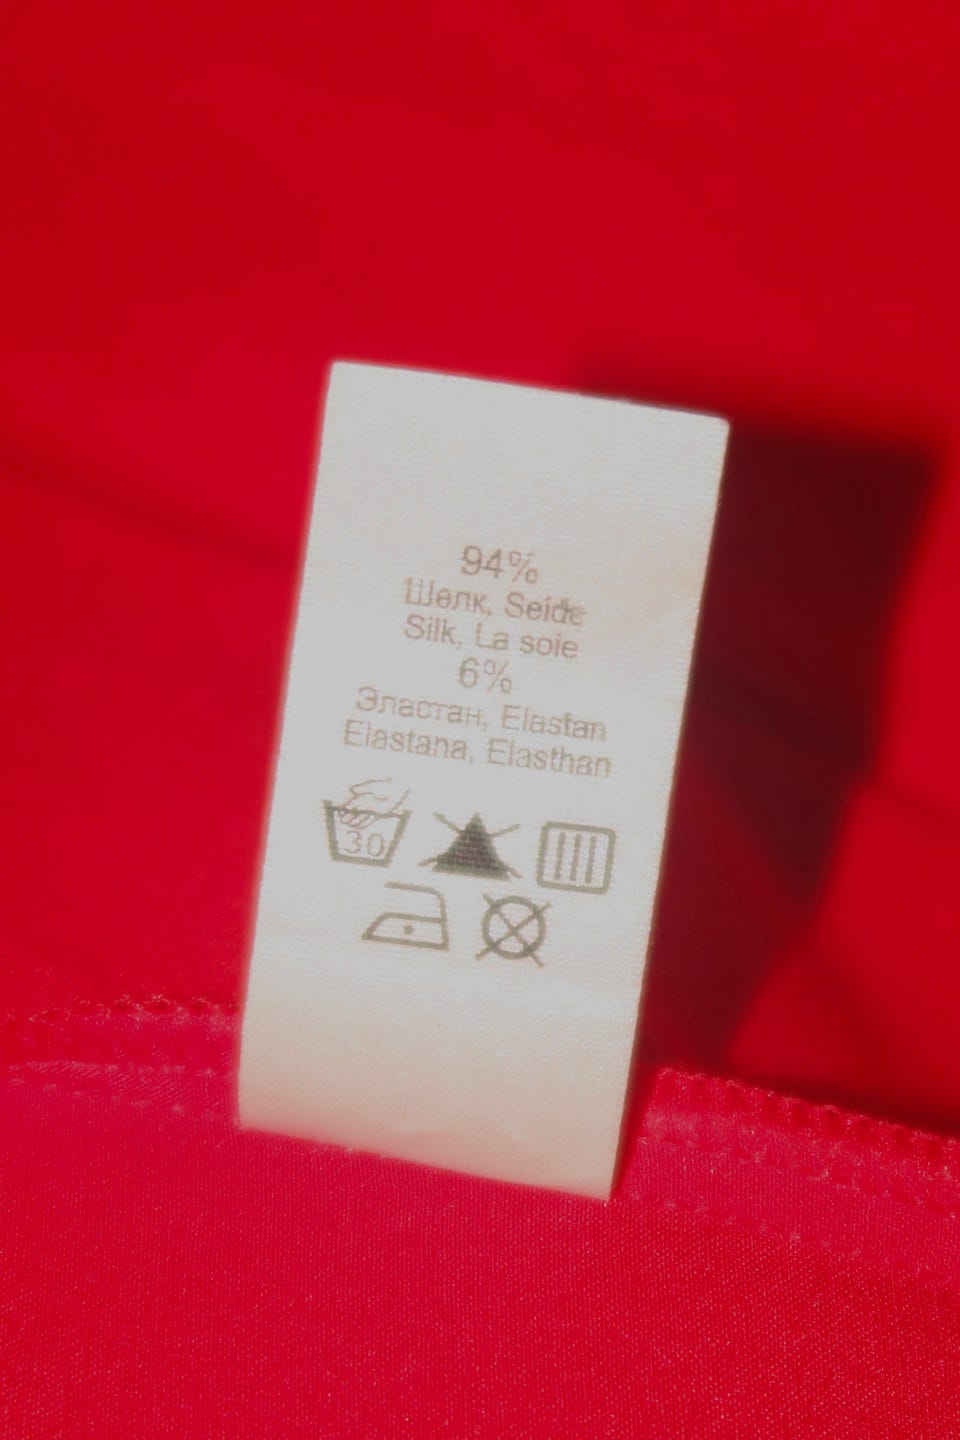 94%
Шелк, Seide
Silk, La soie
6%
Эластан, Elastan
Elastana, Elasthan
30